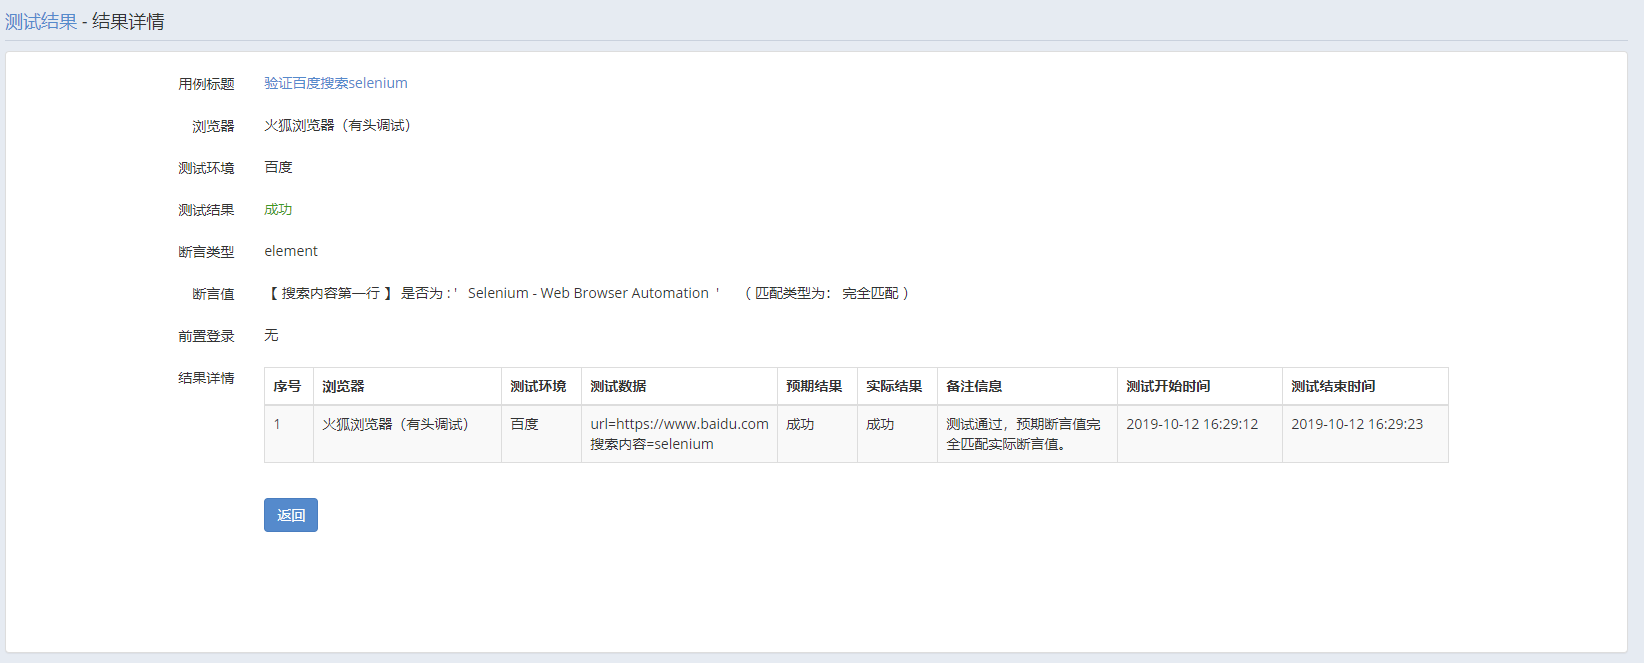 测试结果 - 结果详情
用例标题 验证百度搜索selenium
浏览器 火狐浏览器（有头调试）
测试环境 百度
测试结果 成功
断言类型 element
断言值 【 搜索内容第一行 】 是否为 : ' Selenium - Web Browser Automation ' （ 匹配类型为： 完全匹配 ）
前置登录 无
结果详情
序号 浏览器 测试环境 测试数据 预期结果 实际结果 备注信息 测试开始时间 测试结束时间
1 火狐浏览器（有头调试） 百度 url=https://www.baidu.com 成功 成功 测试通过，预期断言值完 2019-10-12 16:29:12 2019-10-12 16:29:23
搜索内容=selenium 全匹配实际断言值。
返回